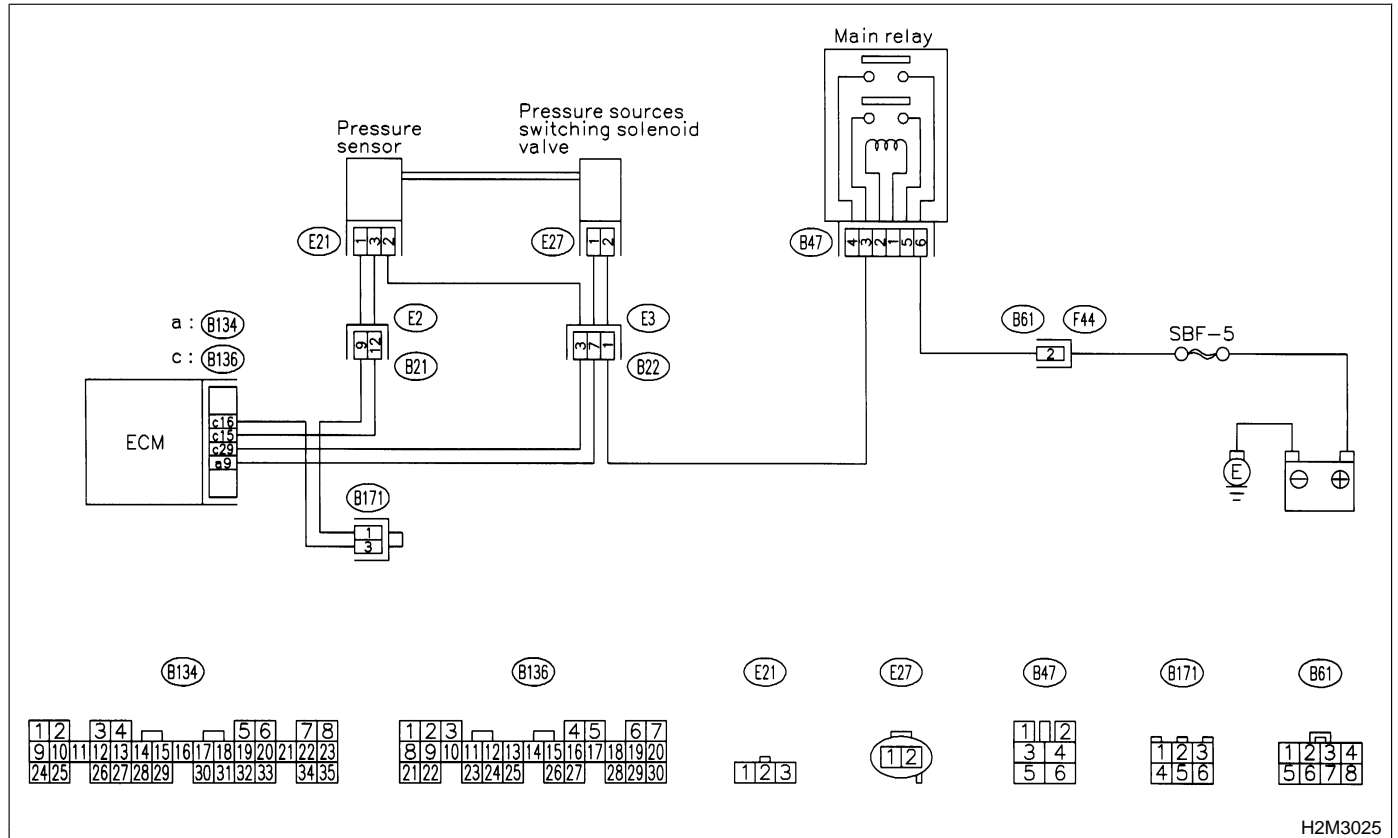 Main relay
Pressure sources
switching solenoid
valve
Pressure
sensor
E21
1 3 2
E27
1 2
B47
4 3 2 1 5 6
a : B134
c : B136
E2
9 12
B21
E3
3 7 1
B22
B61 F44
2
SBF-5
ECM
c16
c15
c29
a9
B171
1
3
E
⊖ ⊕
B134 B136 E21 E27 B47 B171 B61
1 2 3 4 5 6 7 8
9 10 11 12 13 14 15 16 17 18 19 20 21 22 23
24 25 26 27 28 29 30 31 32 33 34 35
1 2 3 4 5 6 7
8 9 10 11 12 13 14 15 16 17 18 19 20
21 22 23 24 25 26 27 28 29 30
1 2 3
1 2
1 2
3 4
5 6
1 2 3
4 5 6
1 2 3 4
5 6 7 8
H2M3025